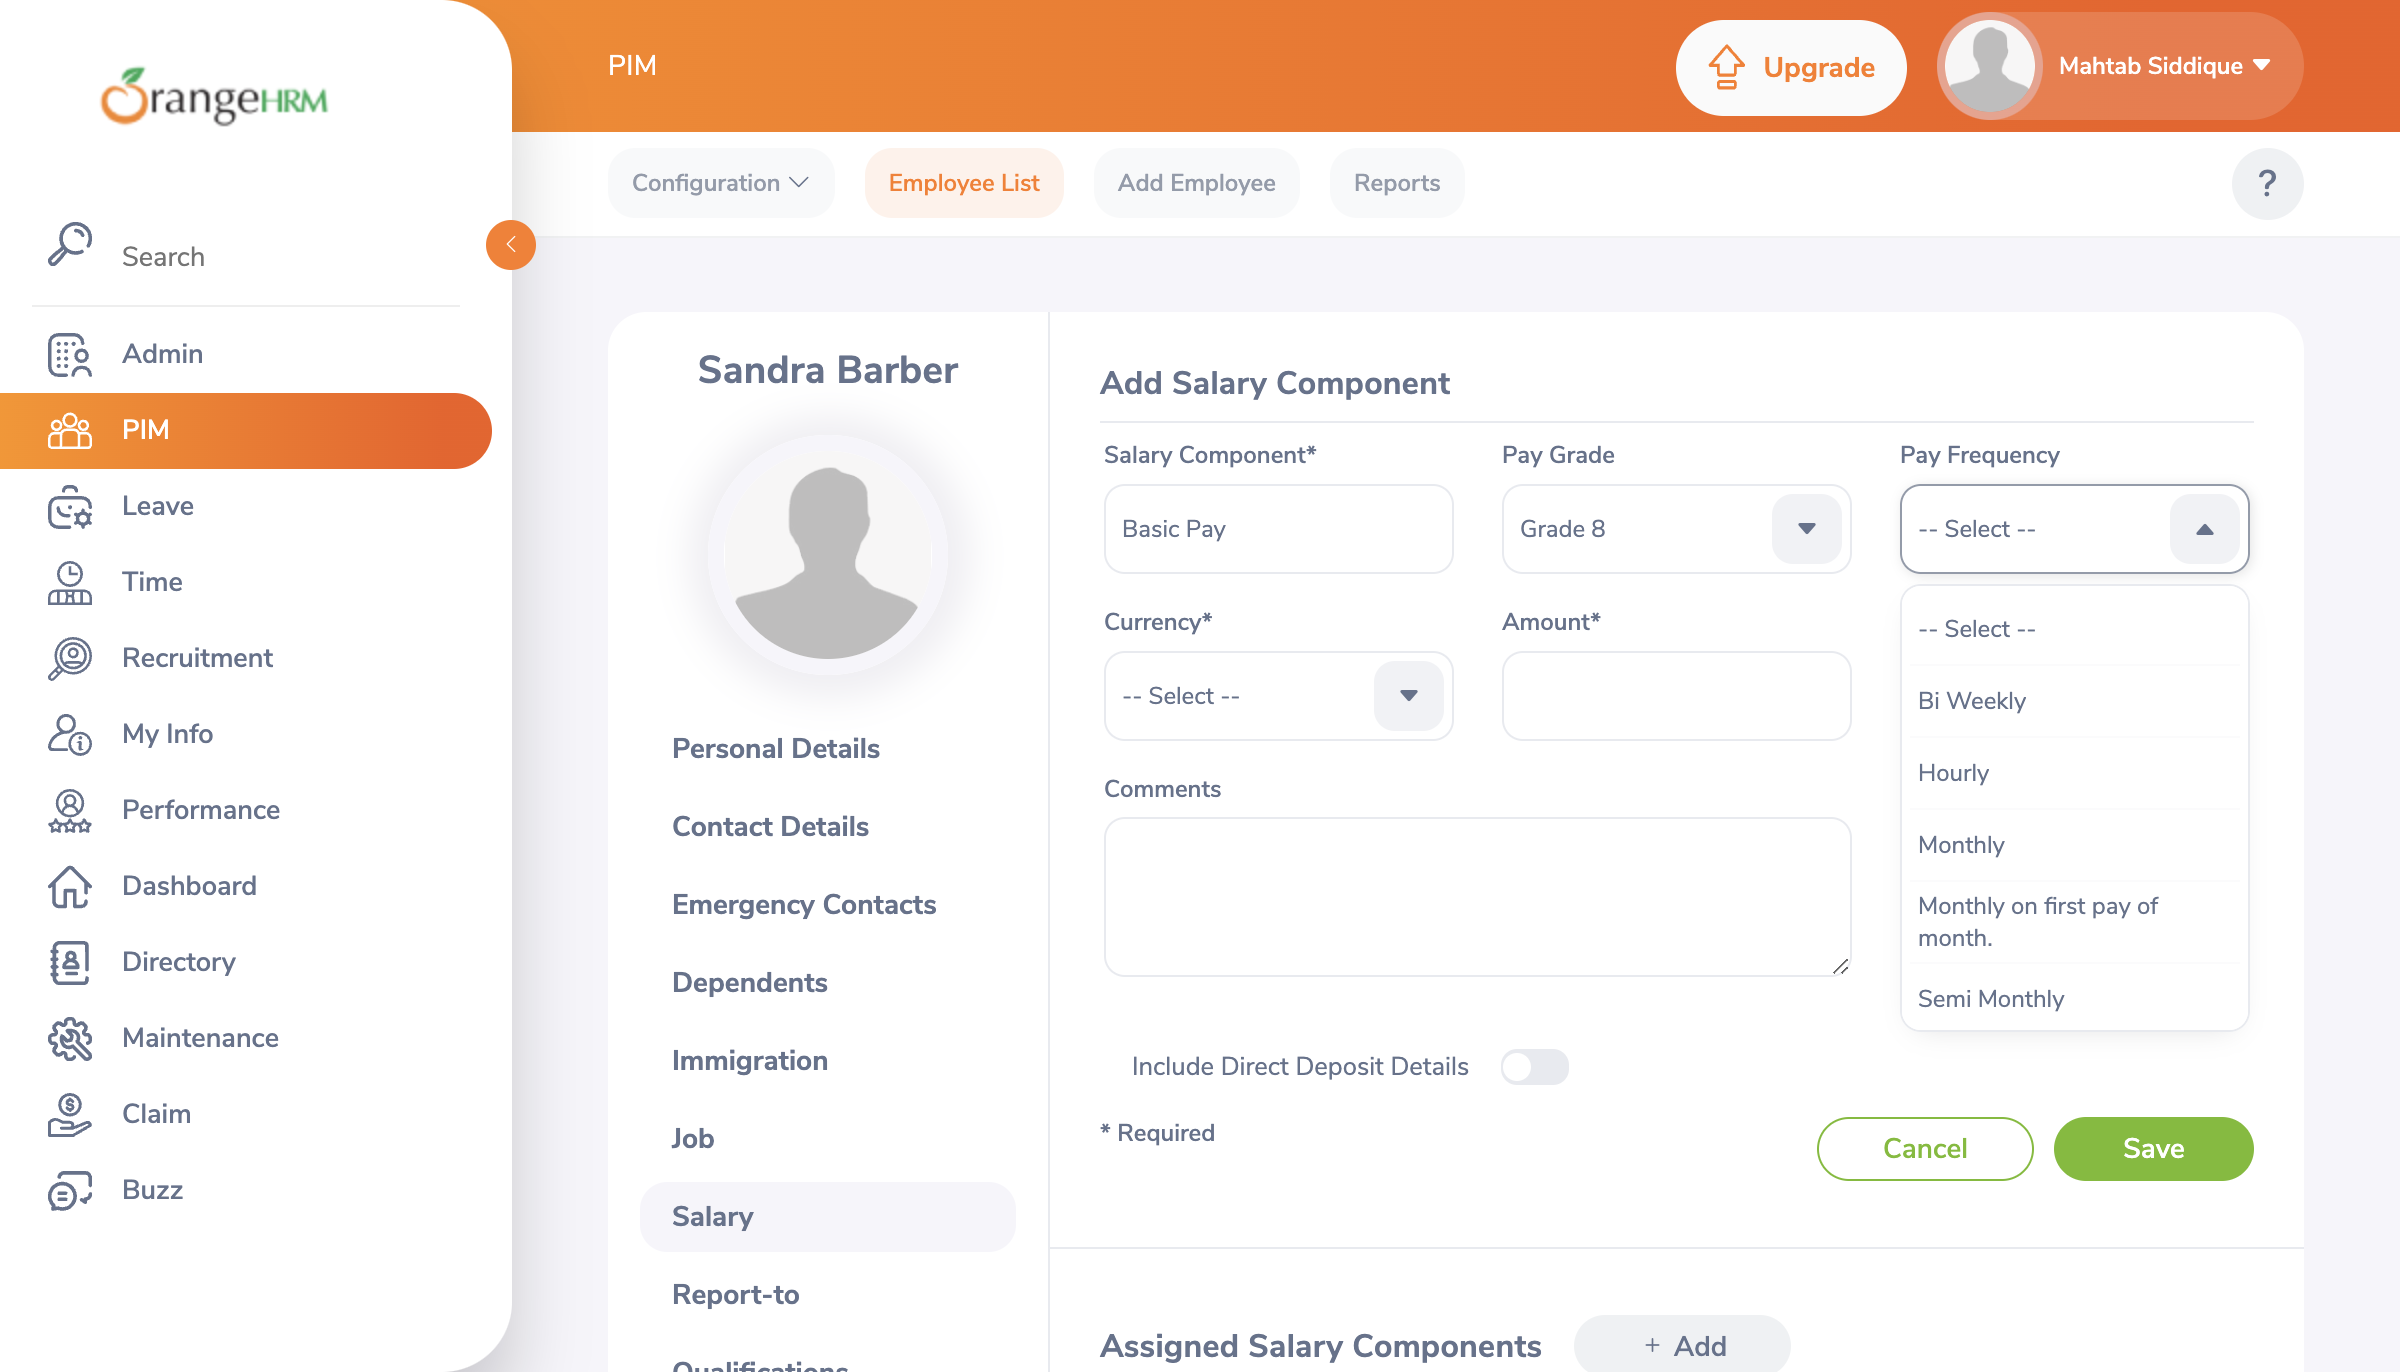 OrangeHRM
PIM
Upgrade
Mahtab Siddique
Configuration
Employee List
Add Employee
Reports
?
Search
Admin
PIM
Leave
Time
Recruitment
My Info
Performance
Dashboard
Directory
Maintenance
Claim
Buzz
Sandra Barber
Personal Details
Contact Details
Emergency Contacts
Dependents
Immigration
Job
Salary
Report-to
Qualifications
Add Salary Component
Salary Component*
Pay Grade
Pay Frequency
Basic Pay
Grade 8
-- Select --
Currency*
Amount*
-- Select --
-- Select --
Bi Weekly
Hourly
Monthly
Monthly on first pay of
month.
Semi Monthly
Comments
Include Direct Deposit Details
* Required
Cancel
Save
Assigned Salary Components
+ Add